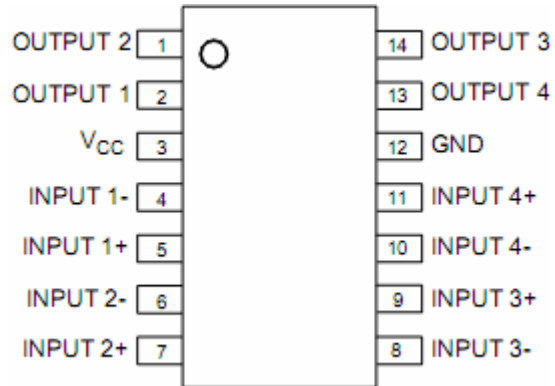 OUTPUT 2 1 14 OUTPUT 3
OUTPUT 1 2 13 OUTPUT 4
VCC 3 12 GND
INPUT 1- 4 11 INPUT 4+
INPUT 1+ 5 10 INPUT 4-
INPUT 2- 6 9 INPUT 3+
INPUT 2+ 7 8 INPUT 3-